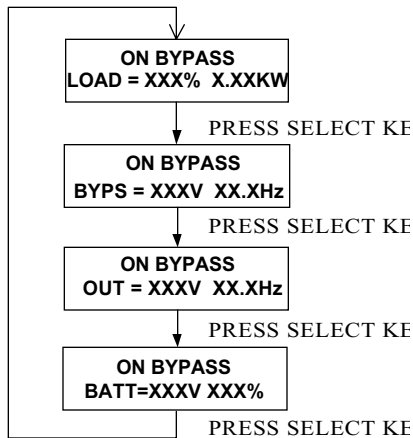 ON BYPASS
LOAD = XXX% X.XXKW
PRESS SELECT KE
ON BYPASS
BYPS = XXXV XX.XHz
PRESS SELECT KE
ON BYPASS
OUT = XXXV XX.XHz
PRESS SELECT KE
ON BYPASS
BATT=XXXV XXX%
PRESS SELECT KE